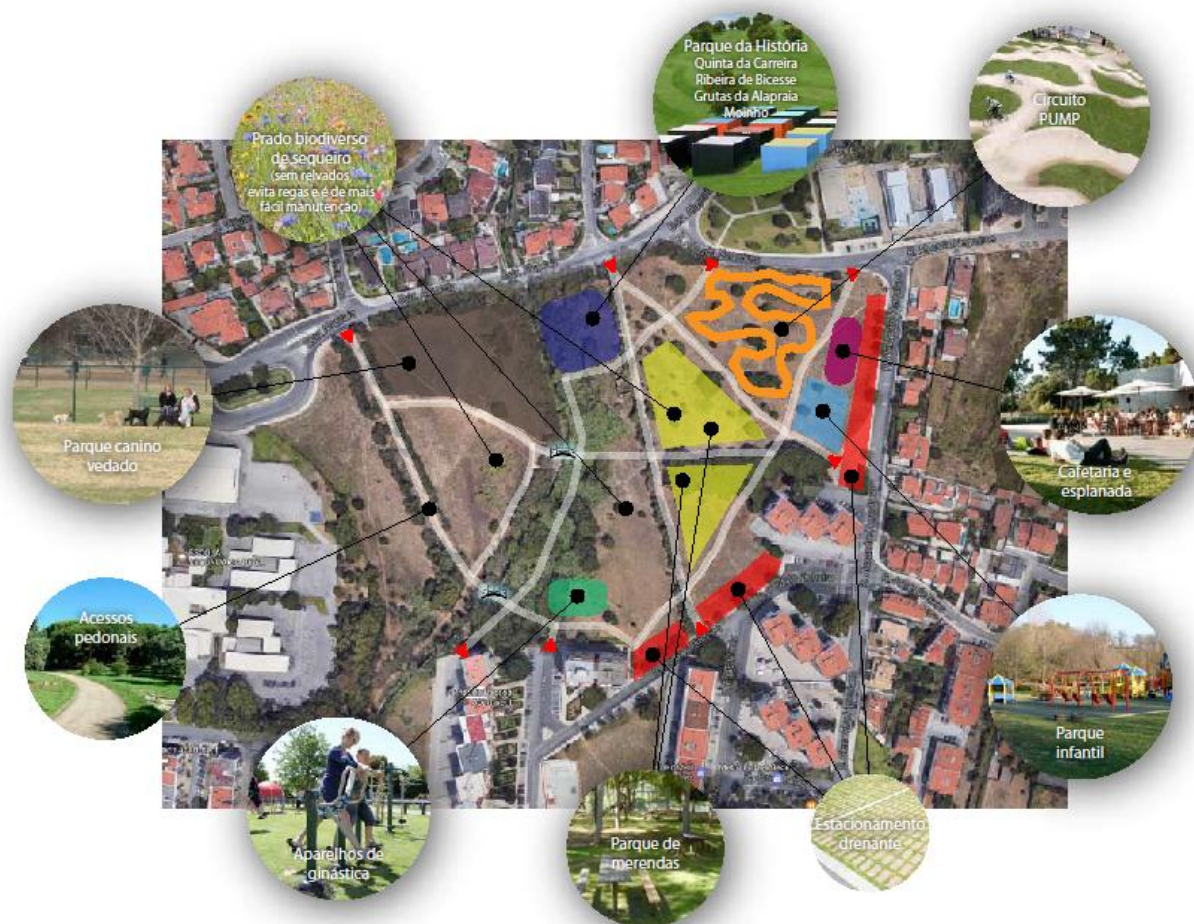 Parque da História
Quinta da Carreira
Ribeira de Bicesse
Grutas da Alapraia
Moinho
Circuito
PUMP
Prado biodiverso
de sequeiro
(sem relvados
evita regas e é de mais
fácil manutenção)
Parque canino
vedado
Cafetaria e
esplanada
Acessos
pedonais
Parque
infantil
Aparelhos de
ginástica
Parque de
merendas
Estacionamento
drenante